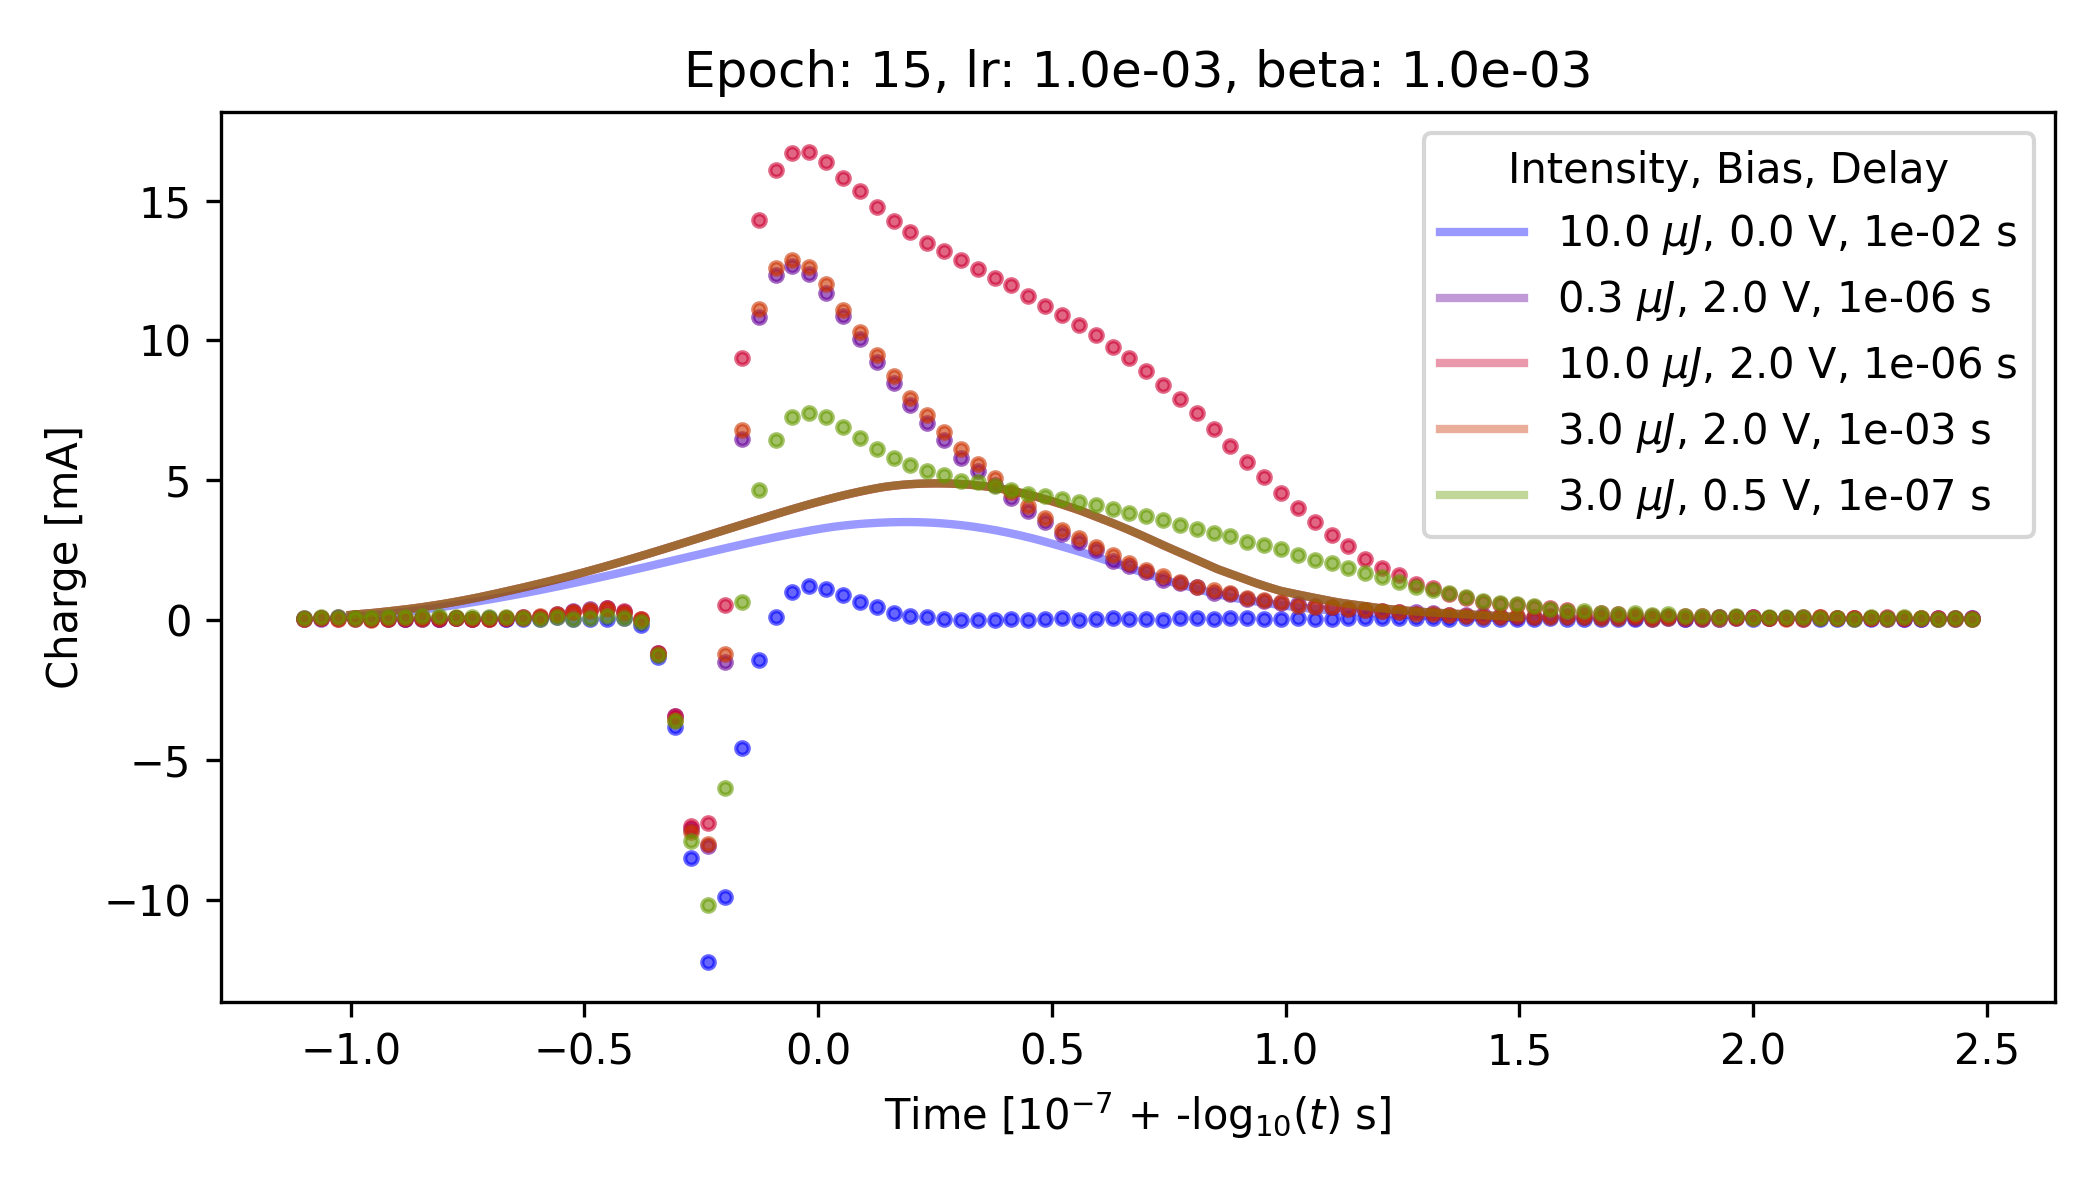 Epoch: 15, lr: 1.0e-03, beta: 1.0e-03
Charge [mA]
15
10
5
0
−5
−10
Intensity, Bias, Delay
10.0 μJ, 0.0 V, 1e-02 s
0.3 μJ, 2.0 V, 1e-06 s
10.0 μJ, 2.0 V, 1e-06 s
3.0 μJ, 2.0 V, 1e-03 s
3.0 μJ, 0.5 V, 1e-07 s
−1.0 −0.5 0.0 0.5 1.0 1.5 2.0 2.5
Time [10⁻⁷ + -log₁₀(t) s]